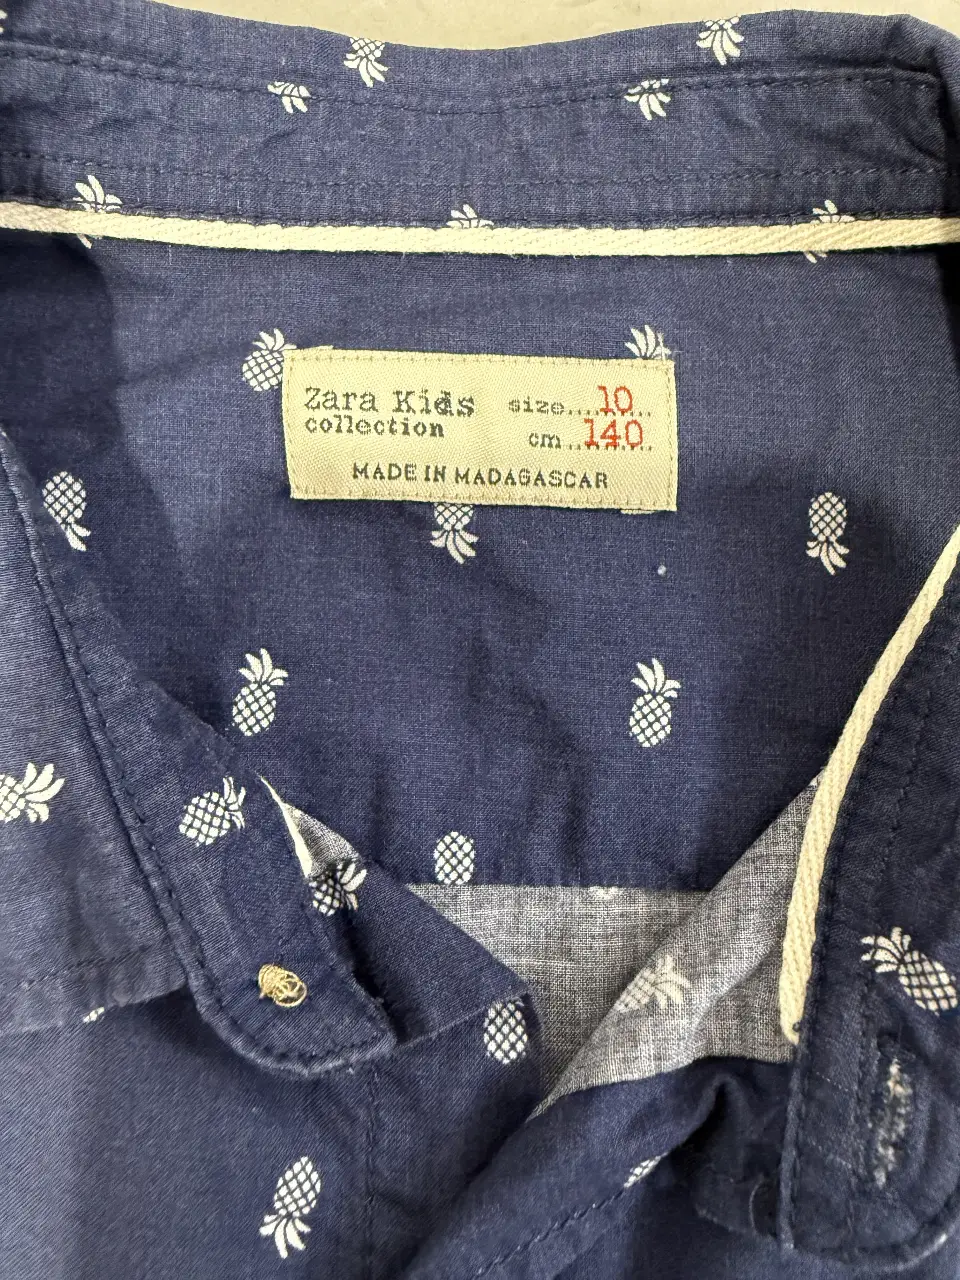 Zara Kids size....10..
collection cm..140..
MADE IN MADAGASCAR